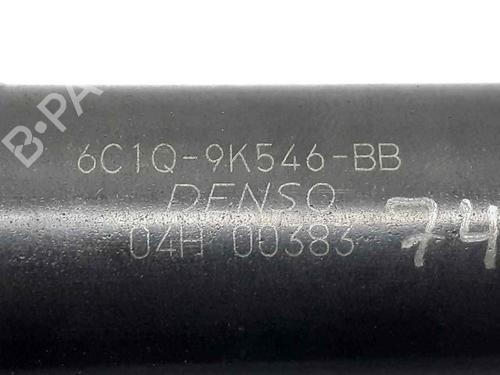 B-PA
6C1Q-9K546-BB
DENSO
04H 00383 74